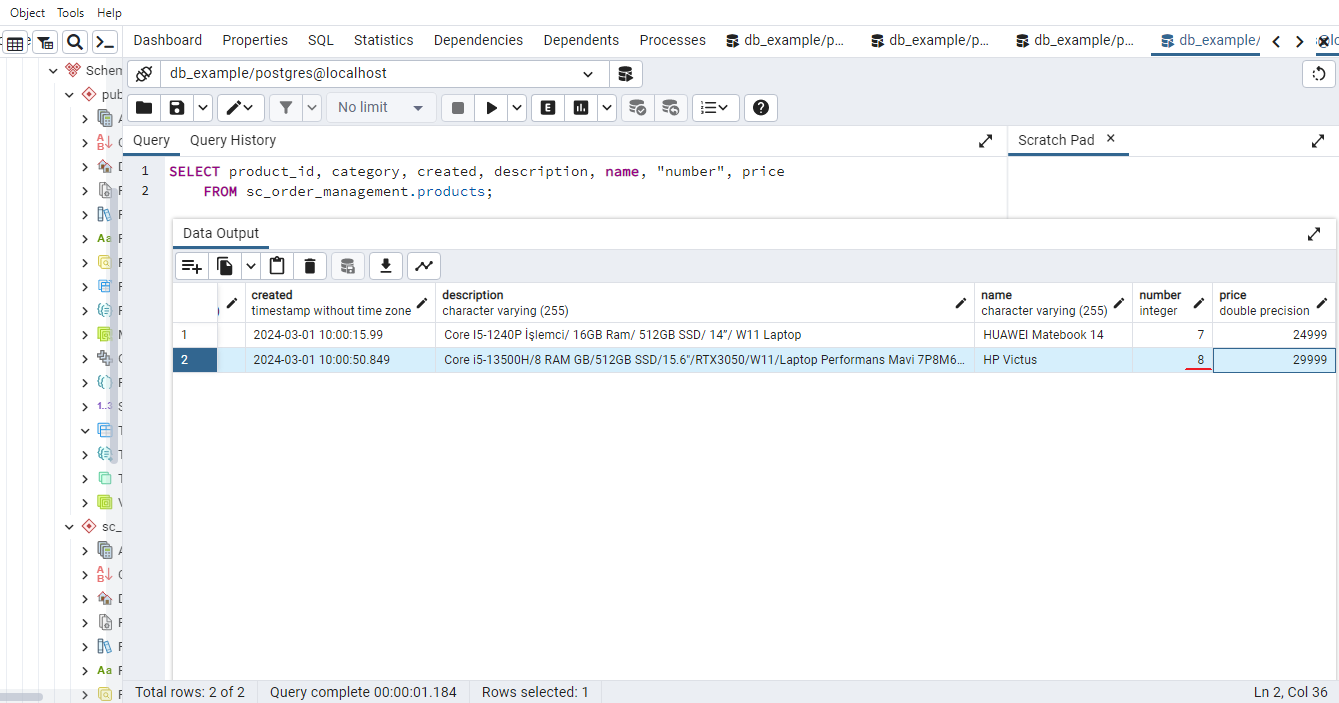 Object Tools Help
Dashboard Properties SQL Statistics Dependencies Dependents Processes db_example/p... db_example/p... db_example/p... db_example/
Schem
db_example/postgres@localhost
pub
No limit
Query Query History
Scratch Pad
1 SELECT product_id, category, created, description, name, "number", price
2 FROM sc_order_management.products;
Data Output
created description name number price
timestamp without time zone character varying (255) character varying (255) integer double precision
1 2024-03-01 10:00:15.99 Core I5-1240P İşlemci/ 16GB Ram/ 512GB SSD/ 14”/ W11 Laptop HUAWEI Matebook 14 7 24999
2 2024-03-01 10:00:50.849 Core i5-13500H/8 RAM GB/512GB SSD/15.6"/RTX3050/W11/Laptop Performans Mavi 7P8M6... HP Victus 8 29999
sc_
Total rows: 2 of 2 Query complete 00:00:01.184 Rows selected: 1 Ln 2, Col 36